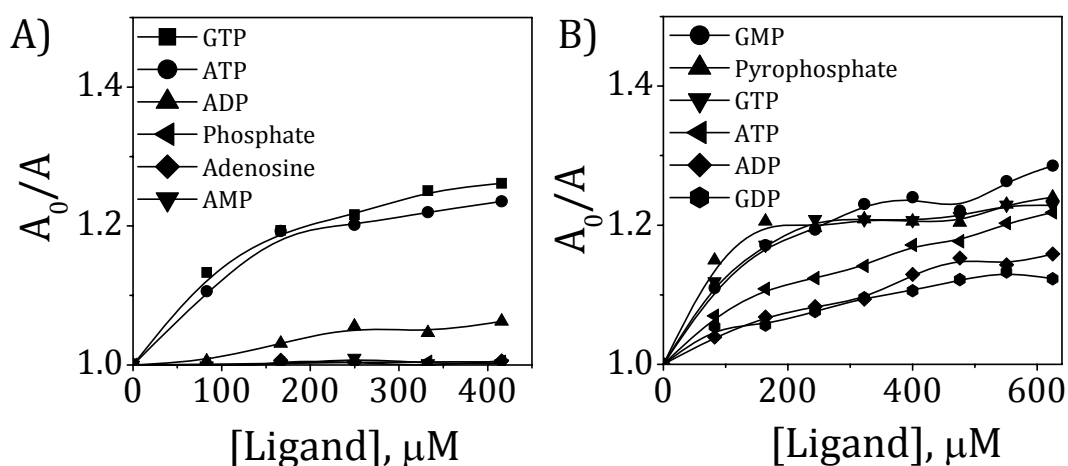 A)
GTP
ATP
ADP
Phosphate
Adenosine
AMP
1.4
1.2
1.0
A0/A
0 100 200 300 400
[Ligand], μM
B)
GMP
Pyrophosphate
GTP
ATP
ADP
GDP
1.4
1.2
1.0
A0/A
0 200 400 600
[Ligand], μM